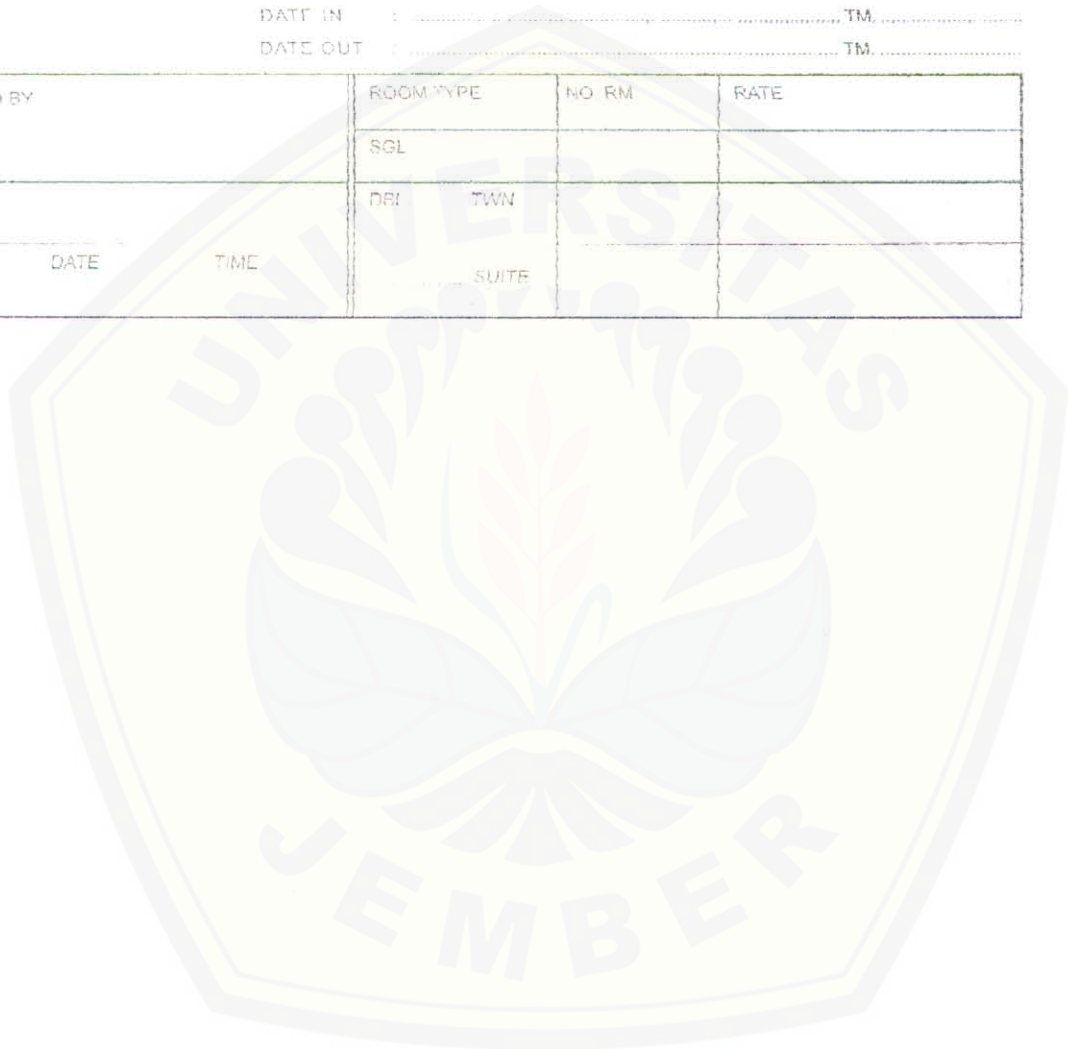 DATE IN : ........ TM. ........
DATE OUT : ........ TM. ........
BY ROOM TYPE NO. RM. RATE
SGL
DBL TWN
DATE TIME SUITE
UNIVERSITAS
JEMBER